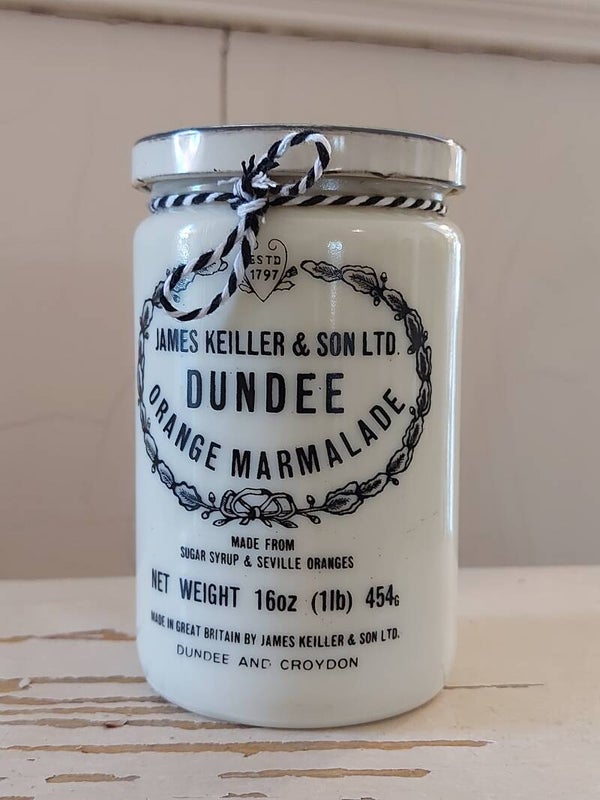 ESTD
1797
JAMES KEILLER & SON LTD.
DUNDEE
ORANGE MARMALADE
MADE FROM
SUGAR SYRUP & SEVILLE ORANGES
NET WEIGHT 16oz (1lb) 454G
MADE IN GREAT BRITAIN BY JAMES KEILLER & SON LTD.
DUNDEE AND CROYDON